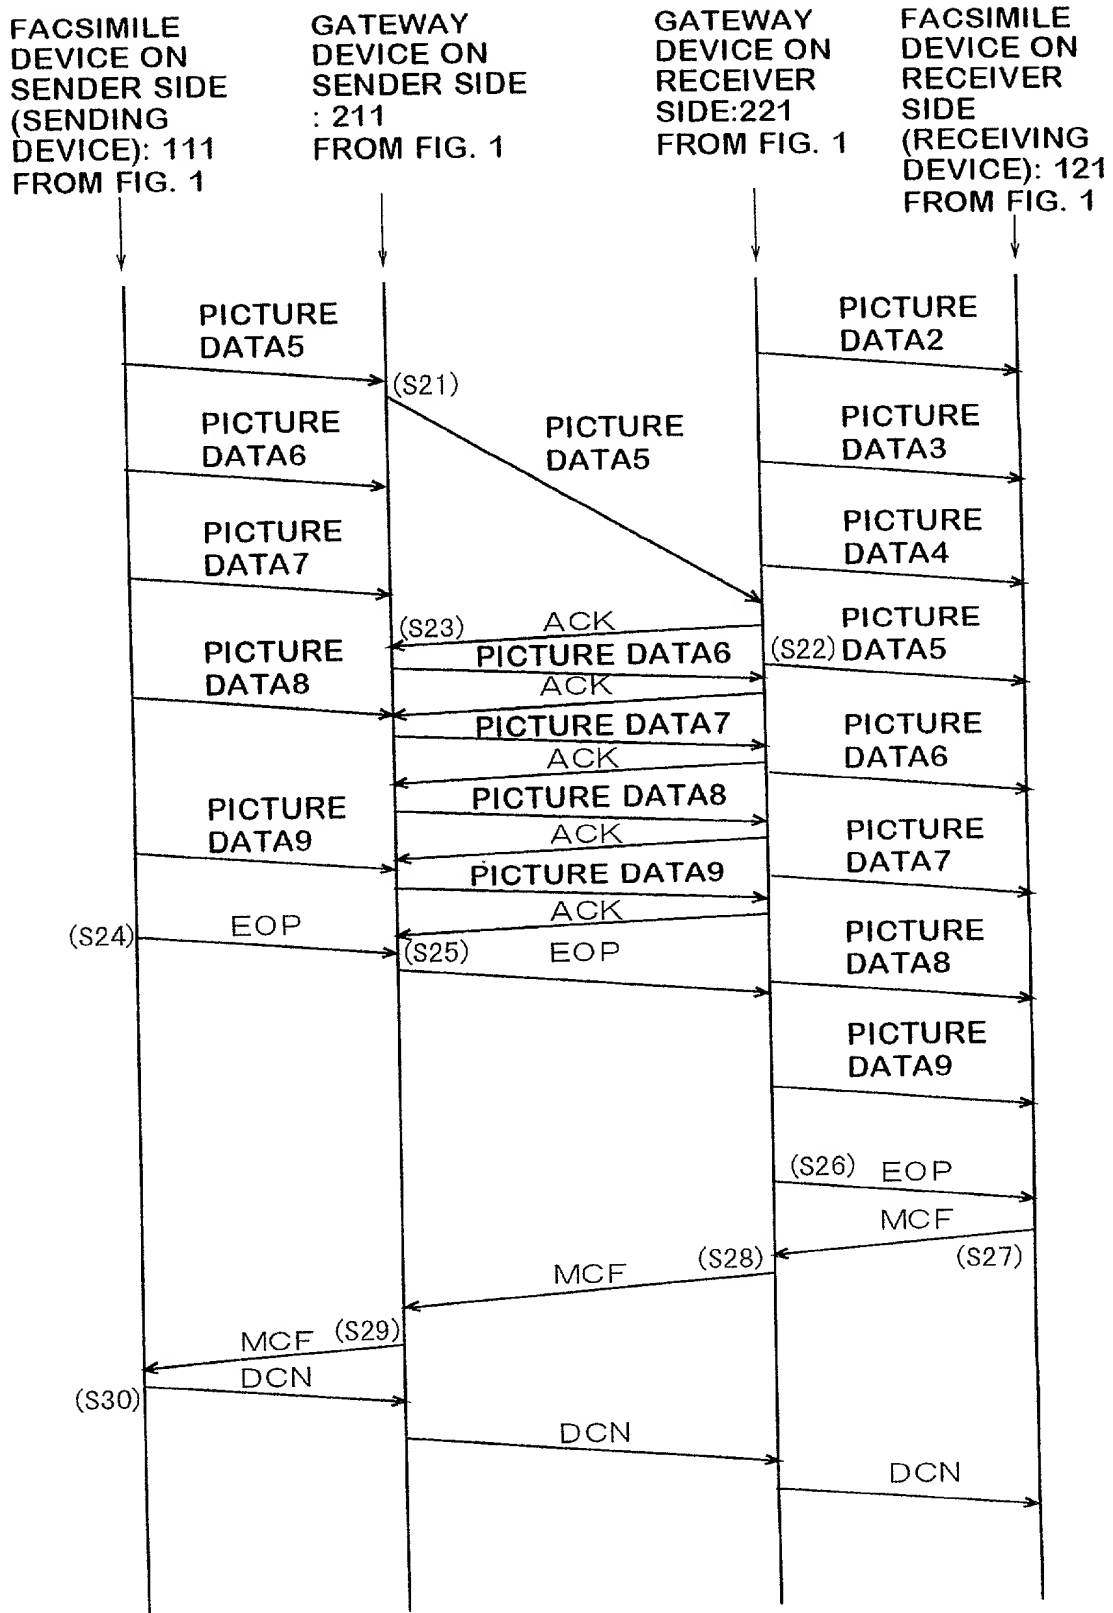 FACSIMILE
DEVICE ON
SENDER SIDE
(SENDING
DEVICE): 111
FROM FIG. 1
GATEWAY
DEVICE ON
SENDER SIDE
: 211
FROM FIG. 1
GATEWAY
DEVICE ON
RECEIVER
SIDE:221
FROM FIG. 1
FACSIMILE
DEVICE ON
RECEIVER
SIDE
(RECEIVING
DEVICE): 121
FROM FIG. 1
PICTURE
DATA5
PICTURE
DATA2
(S21)
PICTURE
DATA6
PICTURE
DATA5
PICTURE
DATA3
PICTURE
DATA7
PICTURE
DATA4
(S23)
ACK
PICTURE
DATA5
(S22)
PICTURE DATA6
PICTURE
DATA8
ACK
PICTURE DATA7
PICTURE
DATA6
ACK
PICTURE DATA8
PICTURE
DATA9
ACK
PICTURE
DATA7
PICTURE DATA9
ACK
(S24)
EOP
(S25)
EOP
PICTURE
DATA8
PICTURE
DATA9
(S26)
EOP
MCF
(S27)
(S28)
MCF
(S29)
MCF
DCN
(S30)
DCN
DCN